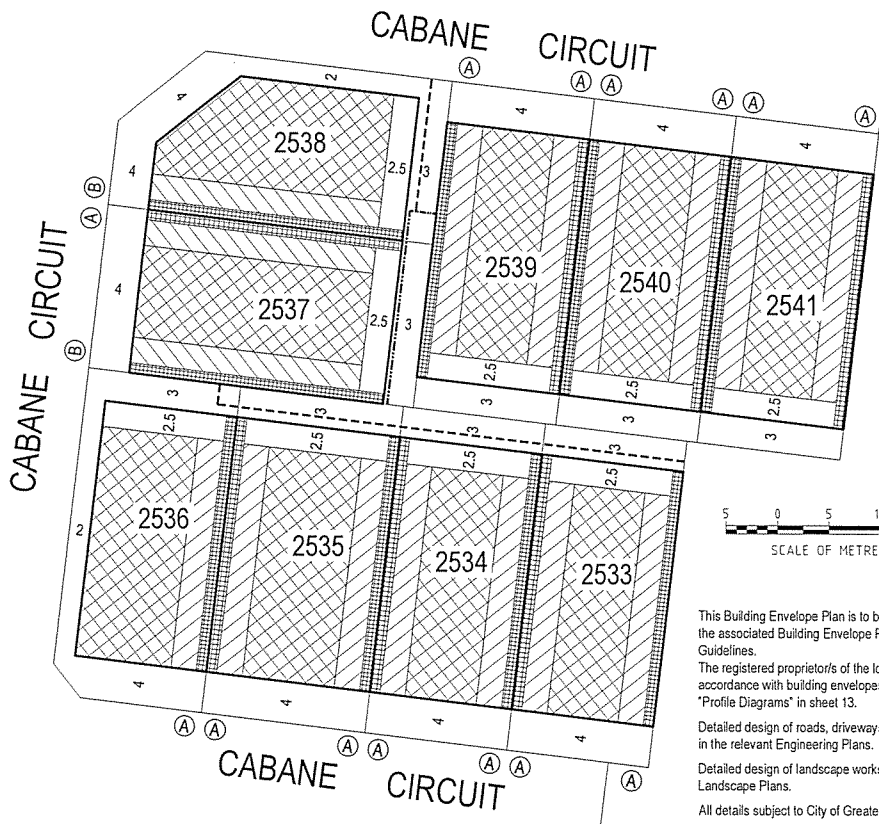 CABANE CIRCUIT
A A A A A A
2
4
4
4
4
4
2538
2.5
3
B
A
CABANE CIRCUIT
4
2537
2.5
3
2539
2540
2541
B
2.5
2.5
2.5
3
3
3
3
3
3
3
2.5
2.5
2.5
2.5
2
2536
2535
2534
2533
5 0 5 1
SCALE OF METRE
4
4
4
4
A A A A A A
CABANE CIRCUIT
This Building Envelope Plan is to b
the associated Building Envelope P
Guidelines.
The registered proprietor/s of the lo
accordance with building envelope
"Profile Diagrams" in sheet 13.
Detailed design of roads, driveway
in the relevant Engineering Plans.
Detailed design of landscape works
Landscape Plans.
All details subject to City of Greate